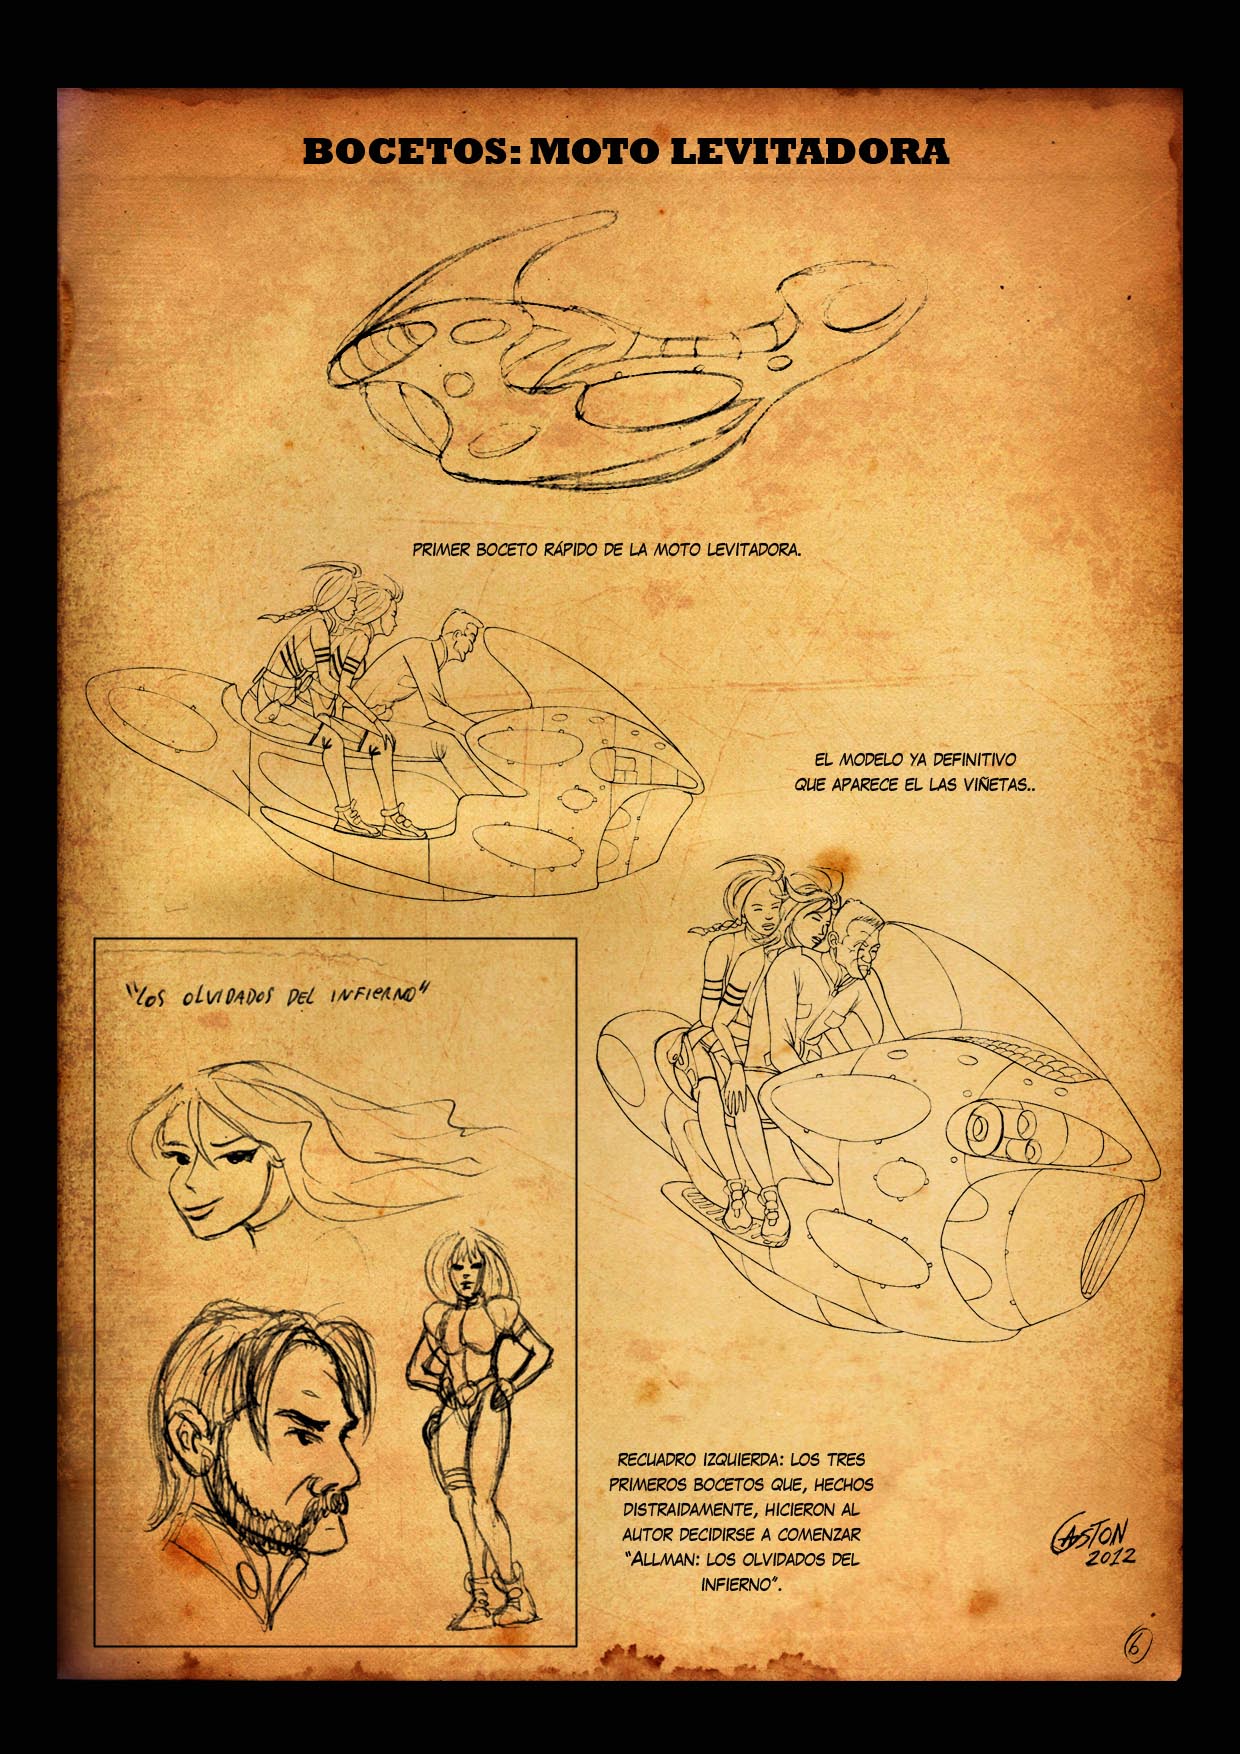 BOCETOS: MOTO LEVITADORA
PRIMER BOCETO RÁPIDO DE LA MOTO LEVITADORA.
EL MODELO YA DEFINITIVO
QUE APARECE EL LAS VIÑETAS..
"LOS OLVIDADOS DEL INFIERNO"
RECUADRO IZQUIERDA: LOS TRES
PRIMEROS BOCETOS QUE, HECHOS
DISTRAIDAMENTE, HICIERON AL
AUTOR DECIDIRSE A COMENZAR
"ALLMAN: LOS OLVIDADOS DEL
INFIERNO".
GASTON
2012
6